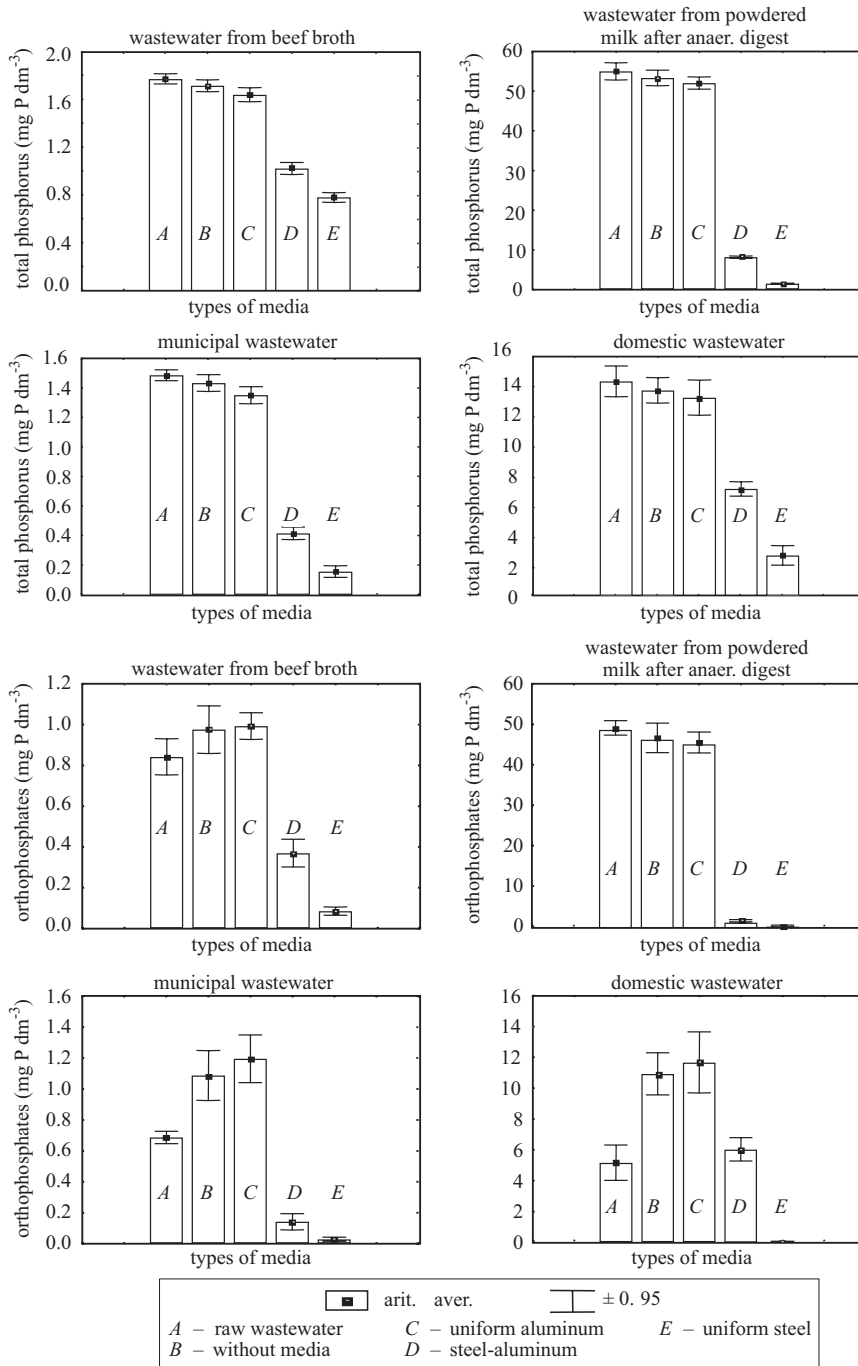 wastewater from beef broth
total phosphorus (mg P dm-3)
2.0
1.6
1.2
0.8
0.4
0.0
A B C D E
types of media
wastewater from powdered
milk after anaer. digest
total phosphorus (mg P dm-3)
60
50
40
30
20
10
0
A B C D E
types of media
municipal wastewater
total phosphorus (mg P dm-3)
1.6
1.4
1.2
1.0
0.8
0.6
0.4
0.2
0.0
A B C D E
types of media
domestic wastewater
total phosphorus (mg P dm-3)
16
14
12
10
8
6
4
2
0
A B C D E
types of media
wastewater from beef broth
orthophosphates (mg P dm-3)
1.2
1.0
0.8
0.6
0.4
0.2
0.0
A B C D E
types of media
wastewater from powdered
milk after anaer. digest
orthophosphates (mg P dm-3)
60
50
40
30
20
10
0
A B C D E
types of media
municipal wastewater
orthophosphates (mg P dm-3)
1.6
1.4
1.2
1.0
0.8
0.6
0.4
0.2
0.0
A B C D E
types of media
domestic wastewater
orthophosphates (mg P dm-3)
16
14
12
10
8
6
4
2
0
A B C D E
types of media
arit. aver. ± 0. 95
A – raw wastewater C – uniform aluminum E – uniform steel
B – without media D – steel-aluminum